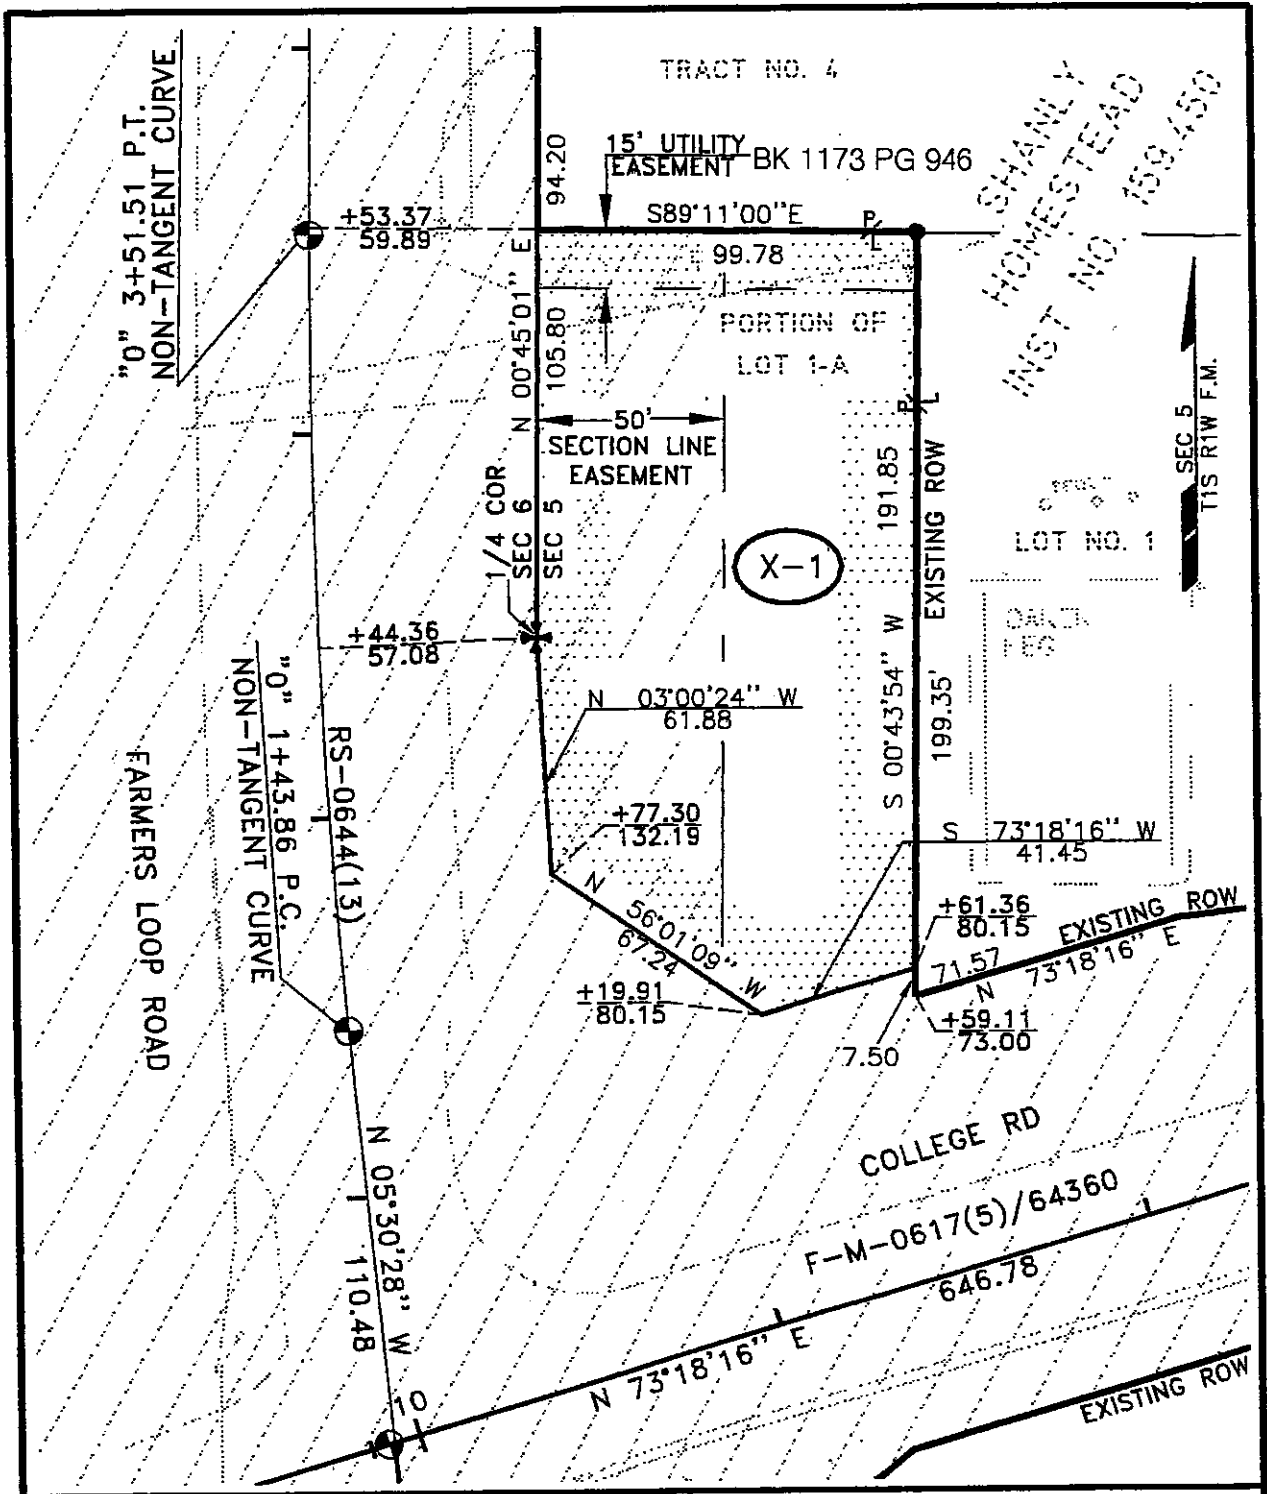 TRACT NO. 4
SHANLY
HOMESTEAD
INST NO. 159,450
"0" 3+51.51 P.T.
NON-TANGENT CURVE
94.20
15' UTILITY
EASEMENT BK 1173 PG 946
+53.37
59.89
S89°11'00"E
P/L
99.78
N 00°45'01" E
105.80
PORTION OF
LOT 1-A
50'
SECTION LINE
EASEMENT
P/L
191.85
EXISTING ROW
SEC 5
T1S R1W F.M.
LOT NO. 1
1/4 COR
SEC 6
SEC 5
X-1
+44.36
57.08
N 03°00'24" W
61.88
S 00°43'54" W
199.35'
"0" 1+43.86 P.C.
NON-TANGENT CURVE
RS-0644(13)
FARMERS LOOP ROAD
+77.30
132.19
S 73°18'16" W
41.45
N 56°01'09" W
67.24
+61.36
80.15
EXISTING ROW
71.57
N 73°18'16" E
+19.91
80.15
+59.11
73.00
7.50
COLLEGE RD
F-M-0617(5)/64360
646.78
N 05°30'28" W
110.48
10
N 73°18'16" E
EXISTING ROW